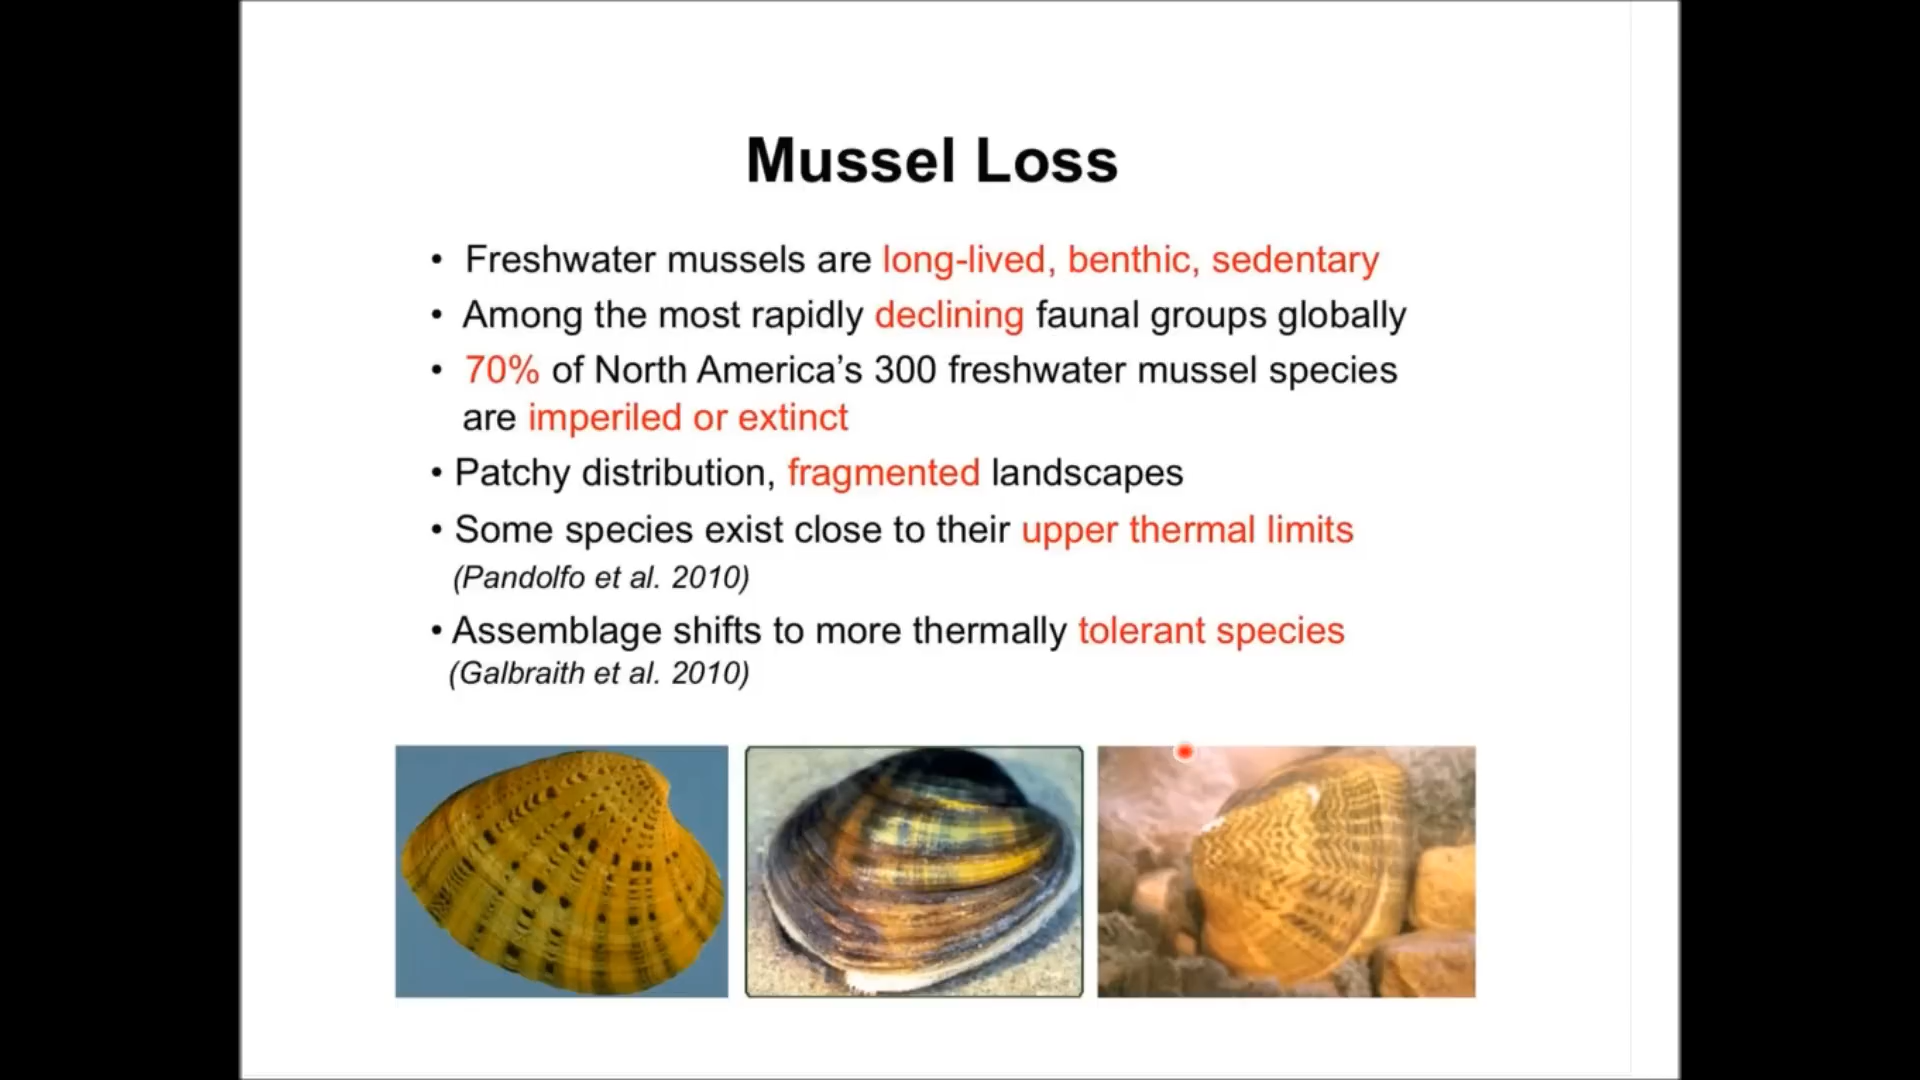 Mussel Loss
• Freshwater mussels are long-lived, benthic, sedentary
• Among the most rapidly declining faunal groups globally
• 70% of North America’s 300 freshwater mussel species
are imperiled or extinct
• Patchy distribution, fragmented landscapes
• Some species exist close to their upper thermal limits
(Pandolfo et al. 2010)
• Assemblage shifts to more thermally tolerant species
(Galbraith et al. 2010)